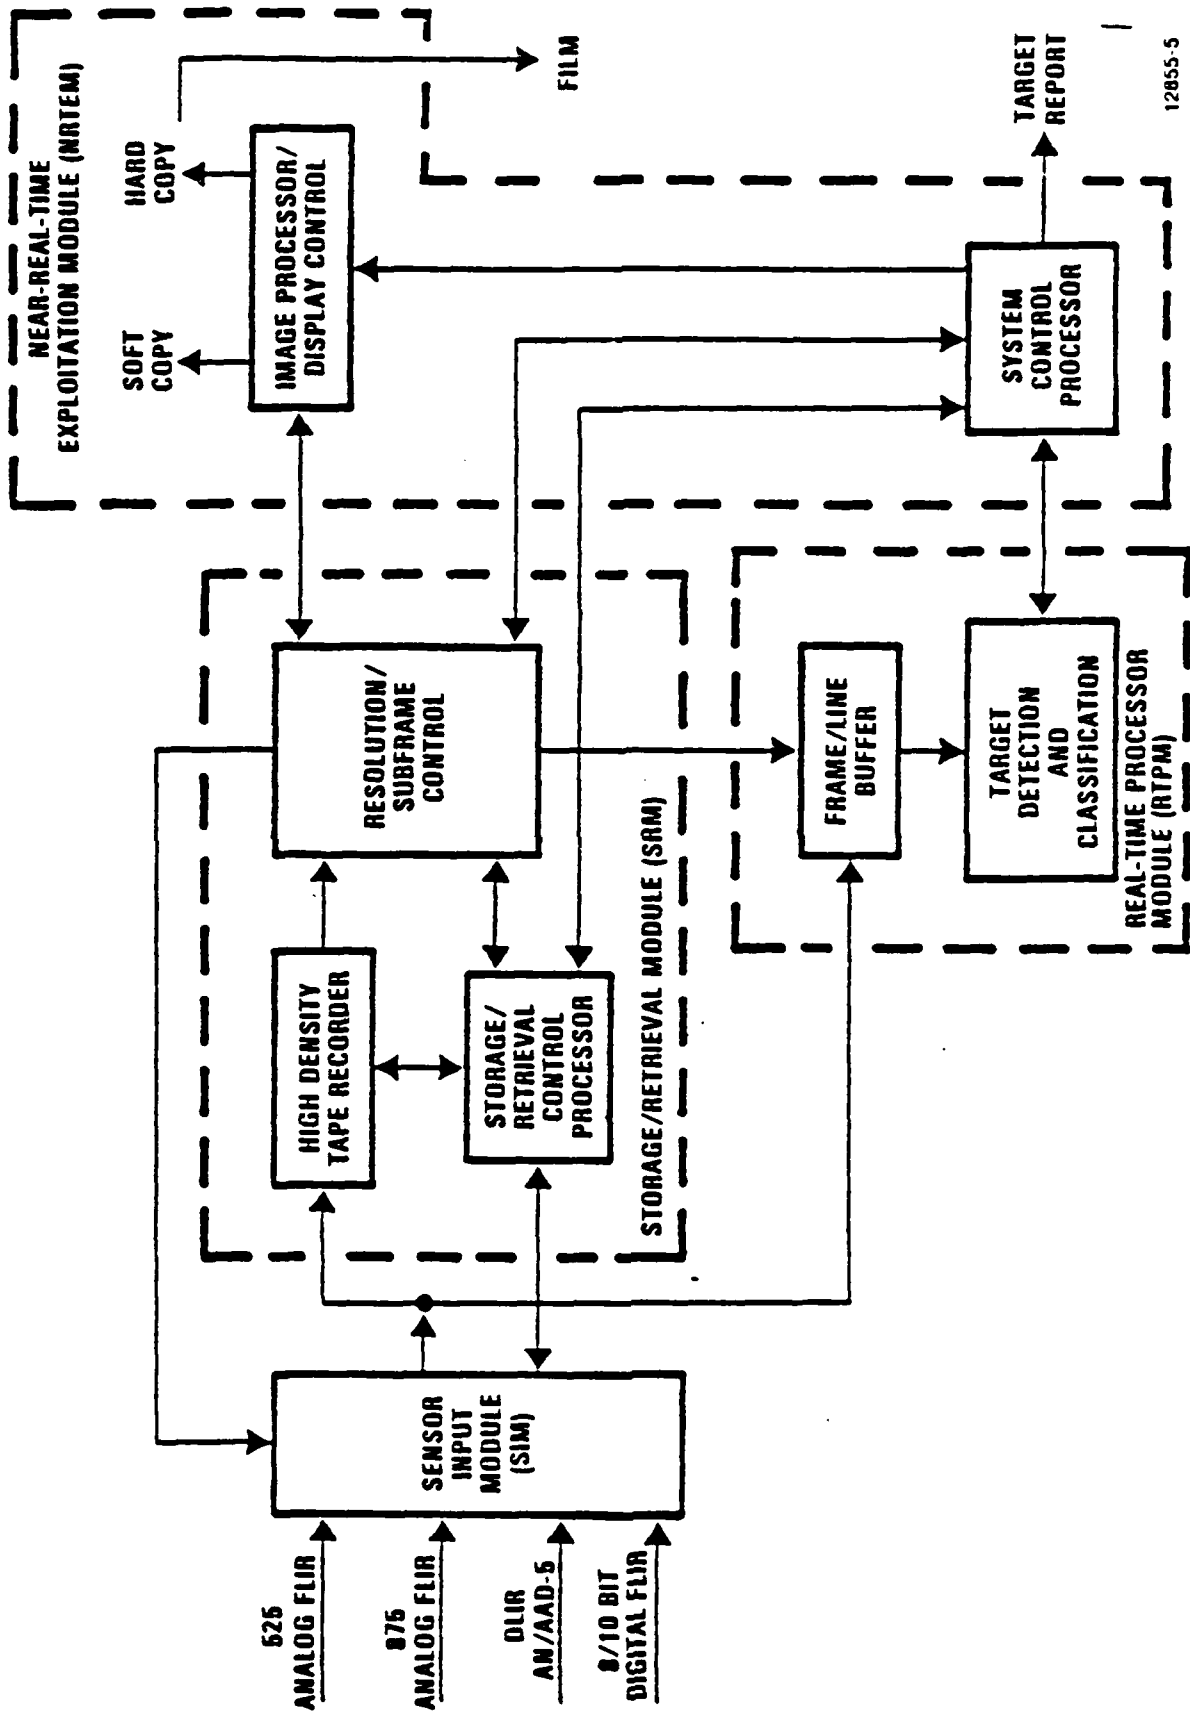 525
ANALOG FLIR
875
ANALOG FLIR
DLIR
AN/AAD-5
8/10 BIT
DIGITAL FLIR
SENSOR
INPUT
MODULE
(SIM)
HIGH DENSITY
TAPE RECORDER
STORAGE/
RETRIEVAL
CONTROL
PROCESSOR
RESOLUTION/
SUBFRAME
CONTROL
STORAGE/RETRIEVAL MODULE (SRM)
FRAME/LINE
BUFFER
TARGET
DETECTION
AND
CLASSIFICATION
REAL-TIME PROCESSOR
MODULE (RTPM)
NEAR-REAL-TIME
EXPLOITATION MODULE (NRTEM)
SOFT
COPY
HARD
COPY
IMAGE PROCESSOR/
DISPLAY CONTROL
FILM
SYSTEM
CONTROL
PROCESSOR
TARGET
REPORT
12855-5